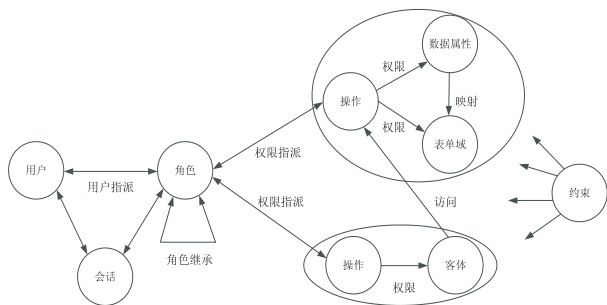 数据属性
权限
操作
映射
权限
表单域
权限指派
用户
角色
用户指派
约束
权限指派
访问
角色继承
会话
操作
客体
权限